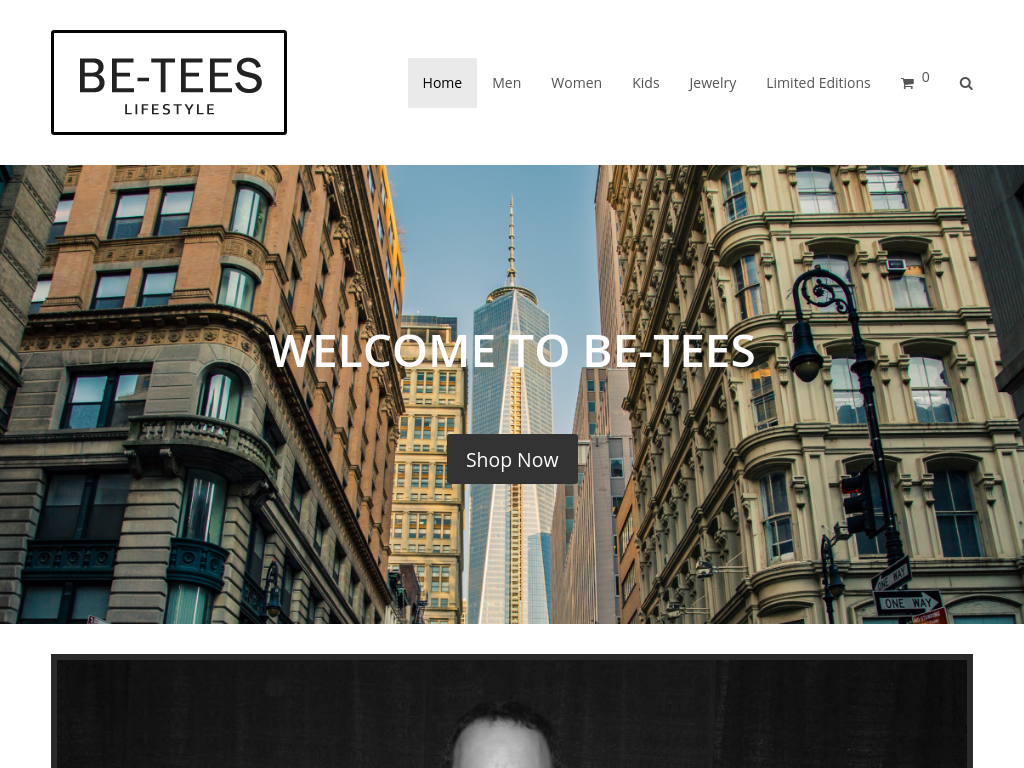 BE-TEES
LIFESTYLE
Home Men Women Kids Jewelry Limited Editions 0
WELCOME TO BE-TEES
Shop Now
ONE WAY
ONE WAY